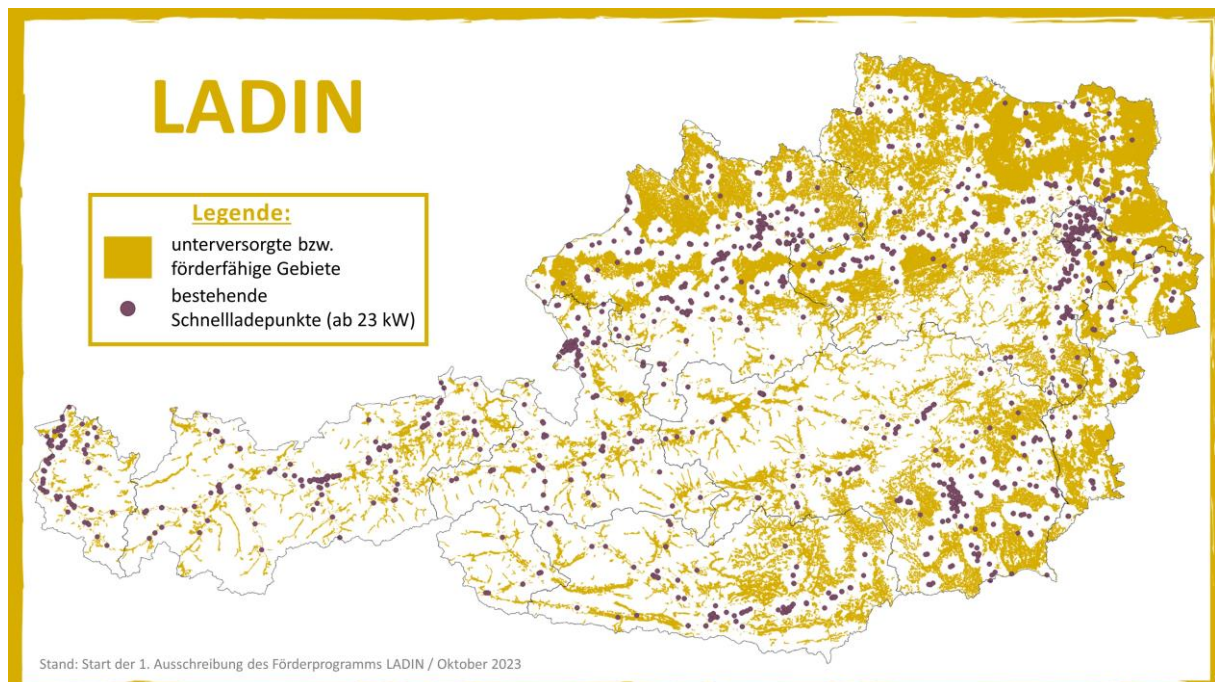 LADIN
Legende:
unterversorgte bzw.
förderfähige Gebiete
bestehende
Schnellladepunkte (ab 23 kW)
Stand: Start der 1. Ausschreibung des Förderprogramms LADIN / Oktober 2023